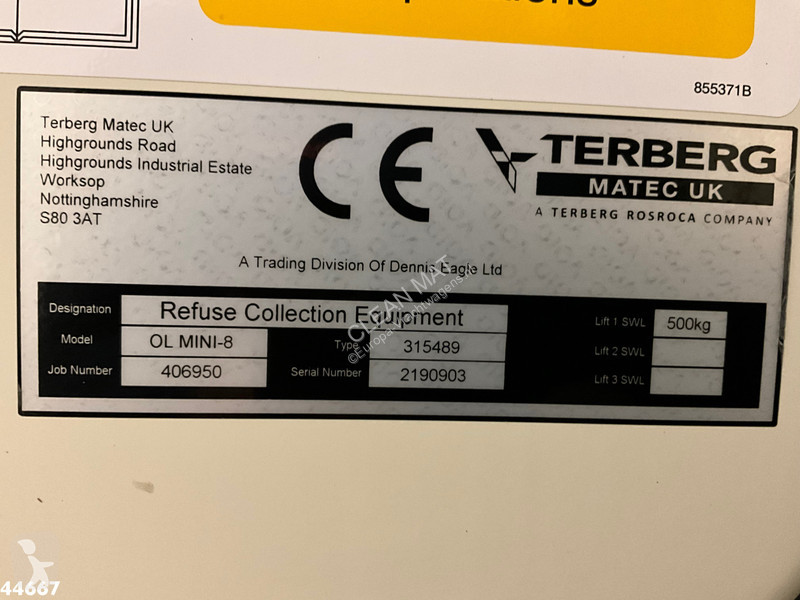 855371B
Terberg Matec UK
Highgrounds Road
Highgrounds Industrial Estate
Worksop
Nottinghamshire
S80 3AT
CE
TERBERG
MATEC UK
A TERBERG ROSROCA COMPANY
A Trading Division Of Dennis Eagle Ltd
Designation Refuse Collection Equipment Lift 1 SWL 500kg
Model OL MINI-8 Type 315489 Lift 2 SWL
Job Number 406950 Serial Number 2190903 Lift 3 SWL
CLEAN MAT
44667